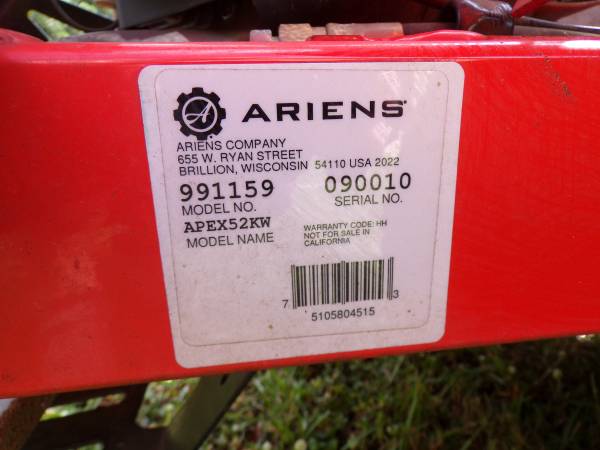 ARIENS
ARIENS COMPANY
655 W. RYAN STREET
BRILLION, WISCONSIN 54110 USA 2022
991159 090010
MODEL NO. SERIAL NO.
APEX52KW
MODEL NAME
WARRANTY CODE: HH
NOT FOR SALE IN
CALIFORNIA
7 3
5105804515